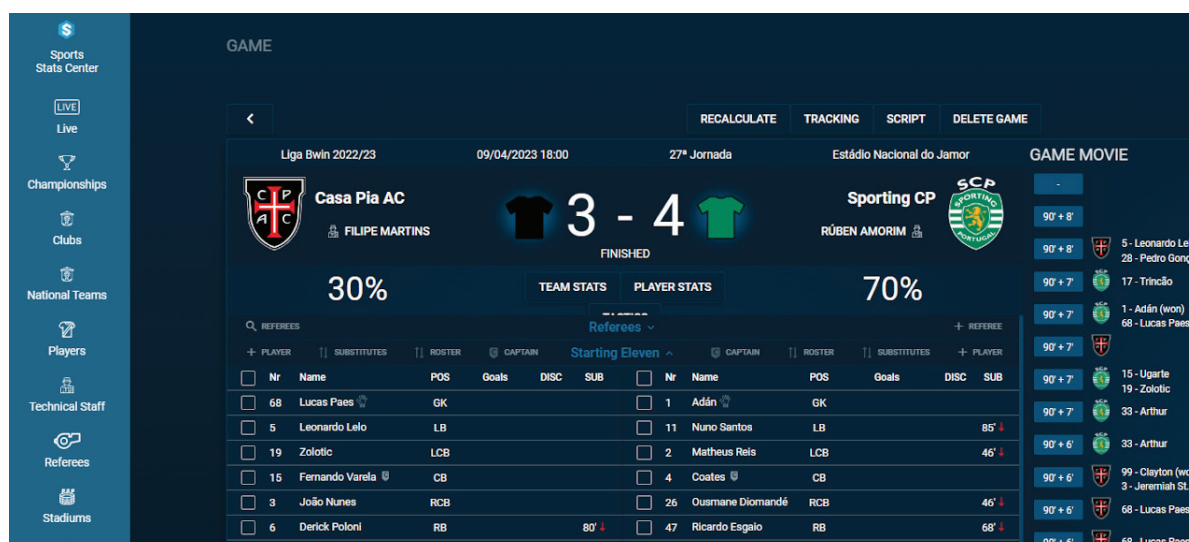 Sports
Stats Center
LIVE
Live
Championships
Clubs
National Teams
Players
Technical Staff
Referees
Stadiums
GAME
RECALCULATE TRACKING SCRIPT DELETE GAME
Liga Bwin 2022/23 09/04/2023 18:00 27ª Jornada Estádio Nacional do Jamor
C P A C
Casa Pia AC
FILIPE MARTINS
3 - 4
FINISHED
Sporting CP
RÚBEN AMORIM
SCP
SPORTING
PORTUGAL
30% TEAM STATS PLAYER STATS 70%
REFEREES Referees + REFEREE
+ PLAYER SUBSTITUTES ROSTER CAPTAIN Starting Eleven CAPTAIN ROSTER SUBSTITUTES + PLAYER
Nr Name POS Goals DISC SUB Nr Name POS Goals DISC SUB
68 Lucas Paes GK 1 Adán GK
5 Leonardo Lelo LB 11 Nuno Santos LB 85'
19 Zolotic LCB 2 Matheus Reis LCB 46'
15 Fernando Varela CB 4 Coates CB
3 João Nunes RCB 26 Ousmane Diomandé RCB 46'
6 Derick Poloni RB 80' 47 Ricardo Esgaio RB 68'
GAME MOVIE
-
90' + 8'
90' + 8' 5 - Leonardo Le
28 - Pedro Gonç
90' + 7' 17 - Trincão
90' + 7' 1 - Adán (won)
68 - Lucas Paes
90' + 7'
90' + 7' 15 - Ugarte
19 - Zolotic
90' + 7' 33 - Arthur
90' + 6' 33 - Arthur
90' + 6' 99 - Clayton (wo
3 - Jeremiah St.
90' + 6' 68 - Lucas Paes